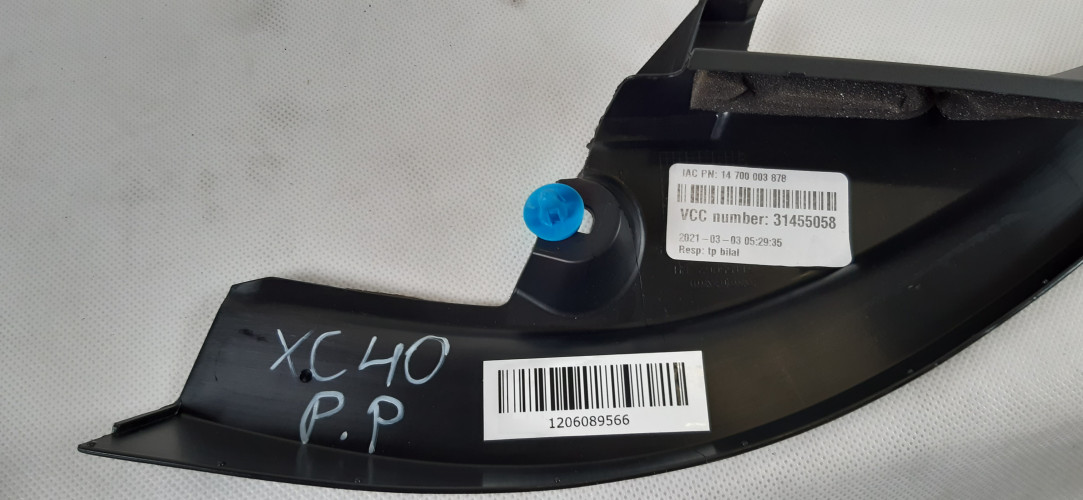 IAC PN: 14 700 003 878
VCC number: 31455058
2021-03-03 05:29:35
Resp: tp bilal
XC40
P.P
1206089566